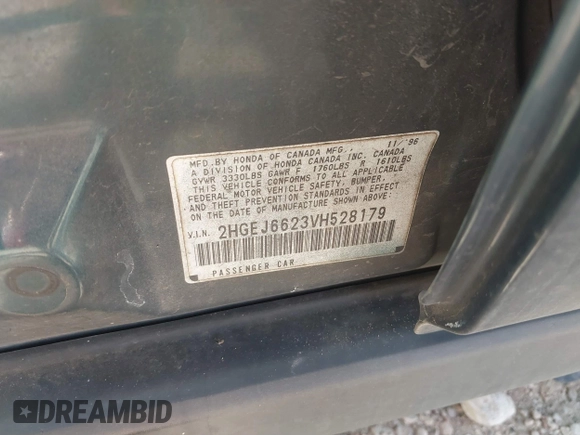 MFD.BY HONDA OF CANADA MFG., 11/'96
A DIVISION OF HONDA CANADA INC. CANADA
GVWR 3330LBS GAWR F 1760LBS R 1610LBS
THIS VEHICLE CONFORMS TO ALL APPLICABLE
FEDERAL MOTOR VEHICLE SAFETY, BUMPER,
AND THEFT PREVENTION STANDARDS IN EFFECT
ON THE DATE OF MANUFACTURE SHOWN ABOVE.
V.I.N. 2HGEJ6623VH528179
PASSENGER CAR
DREAMBID